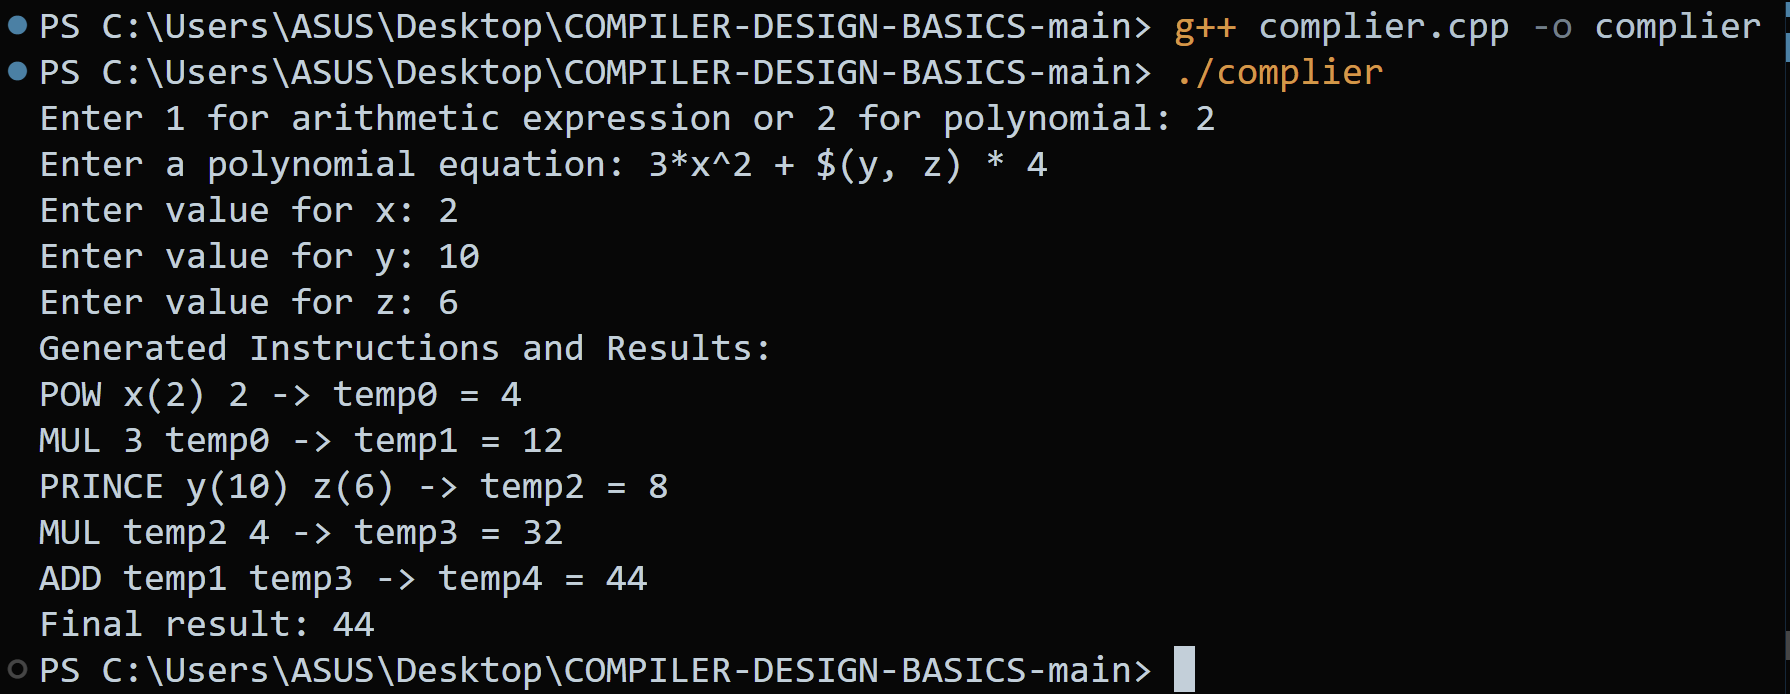 PS C:\Users\ASUS\Desktop\COMPILER-DESIGN-BASICS-main> g++ complier.cpp -o complier
PS C:\Users\ASUS\Desktop\COMPILER-DESIGN-BASICS-main> ./complier
Enter 1 for arithmetic expression or 2 for polynomial: 2
Enter a polynomial equation: 3*x^2 + $(y, z) * 4
Enter value for x: 2
Enter value for y: 10
Enter value for z: 6
Generated Instructions and Results:
POW x(2) 2 -> temp0 = 4
MUL 3 temp0 -> temp1 = 12
PRINCE y(10) z(6) -> temp2 = 8
MUL temp2 4 -> temp3 = 32
ADD temp1 temp3 -> temp4 = 44
Final result: 44
PS C:\Users\ASUS\Desktop\COMPILER-DESIGN-BASICS-main>